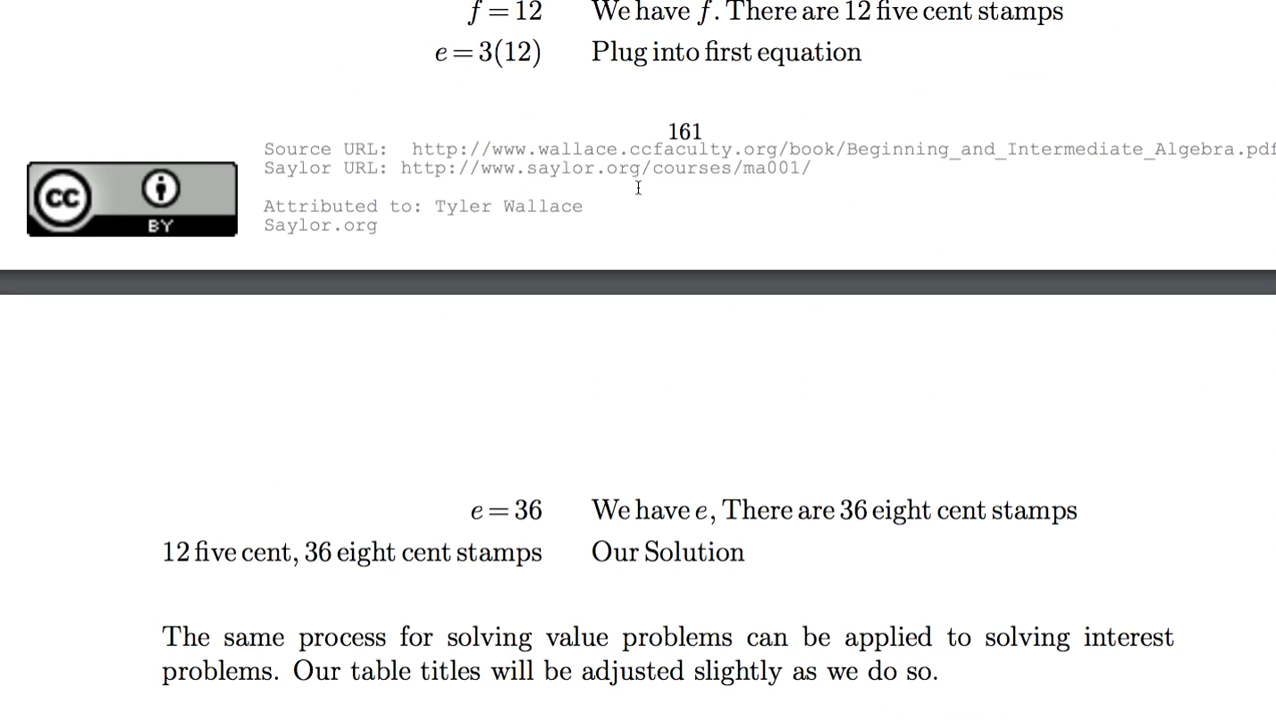 f = 12 We have f. There are 12 five cent stamps
e = 3(12) Plug into first equation
161
Source URL: http://www.wallace.ccfaculty.org/book/Beginning_and_Intermediate_Algebra.pdf
Saylor URL: http://www.saylor.org/courses/ma001/
Attributed to: Tyler Wallace
Saylor.org
cc
BY
e = 36 We have e, There are 36 eight cent stamps
12 five cent, 36 eight cent stamps Our Solution
The same process for solving value problems can be applied to solving interest
problems. Our table titles will be adjusted slightly as we do so.